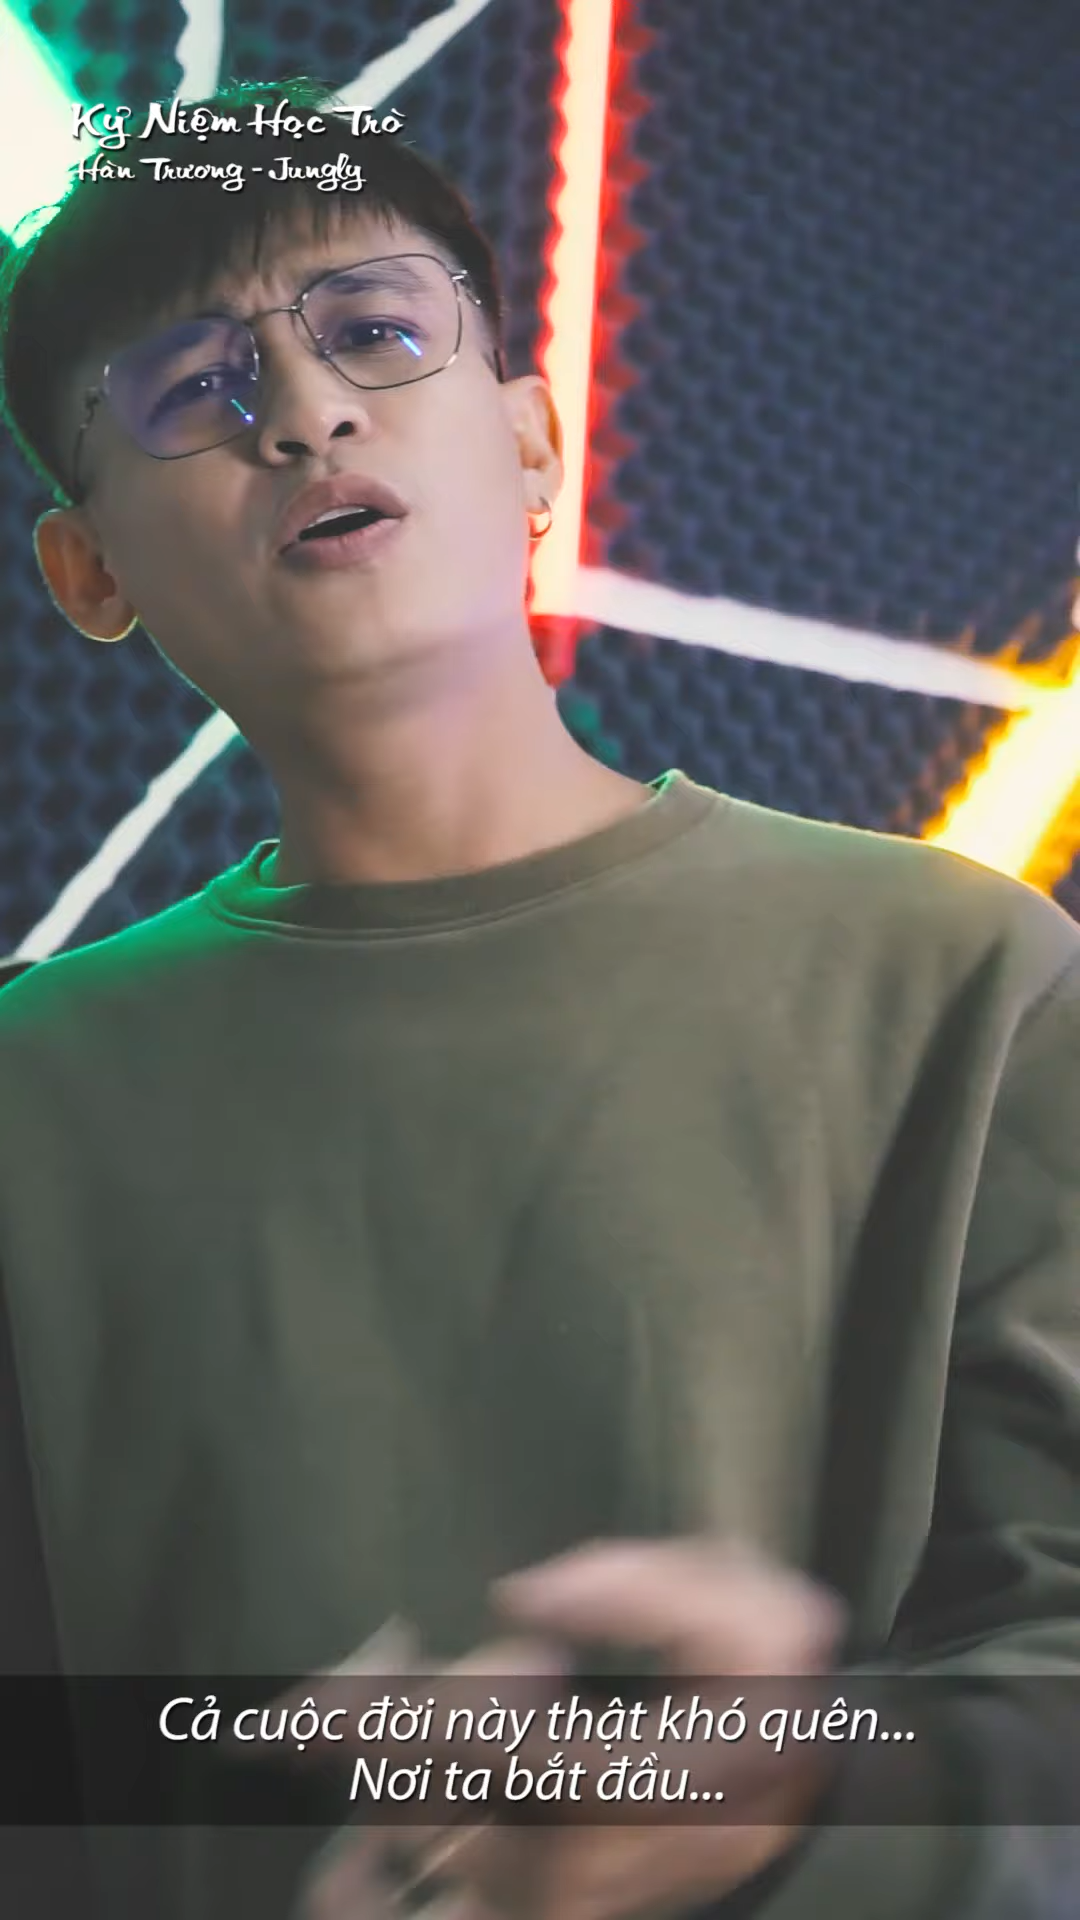 Kỷ Niệm Học Trò
Hàn Trương - Jungly
Cả cuộc đời này thật khó quên...
Nơi ta bắt đầu...